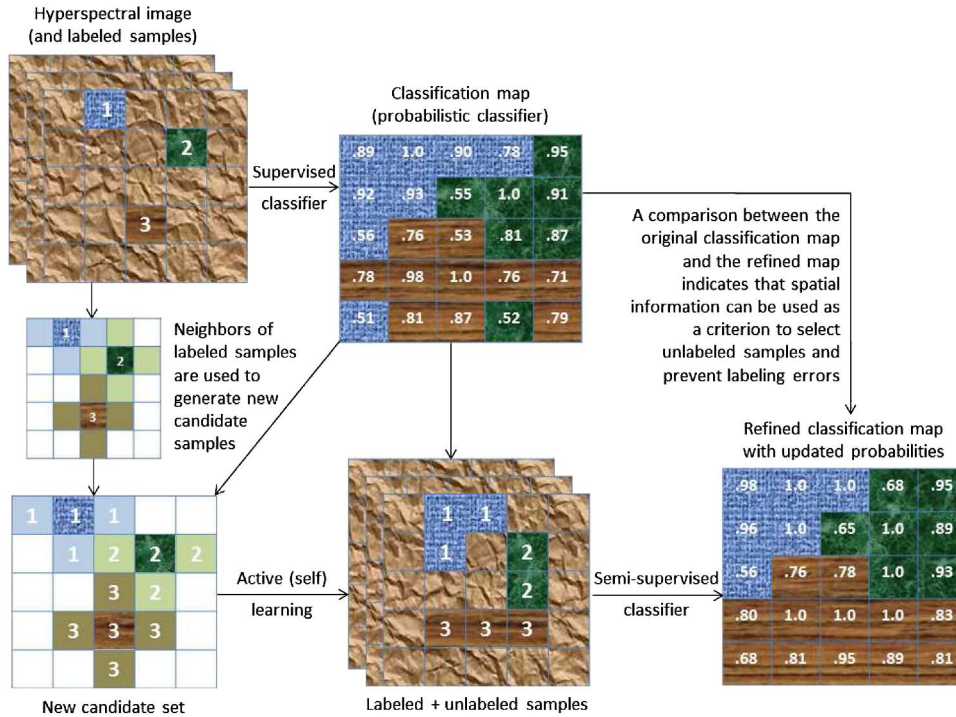 Hyperspectral image
(and labeled samples)
1
2
3
Supervised
classifier
Classification map
(probabilistic classifier)
.89 1.0 .90 .78 .95
.92 .93 .55 1.0 .91
.56 .76 .53 .81 .87
.78 .98 1.0 .76 .71
.51 .81 .87 .52 .79
A comparison between the
original classification map
and the refined map
indicates that spatial
information can be used as
a criterion to select
unlabeled samples and
prevent labeling errors
1
2
3
Neighbors of
labeled samples
are used to
generate new
candidate
samples
1 1 1
1 2 2 2
3 2
3 3 3
3
New candidate set
Active (self)
learning
1 1
1 2
2
3 3 3
Labeled + unlabeled samples
Semi-supervised
classifier
Refined classification map
with updated probabilities
.98 1.0 1.0 .68 .95
.96 1.0 .65 1.0 .89
.56 .76 .78 1.0 .93
.80 1.0 1.0 1.0 .83
.68 .81 .95 .89 .81